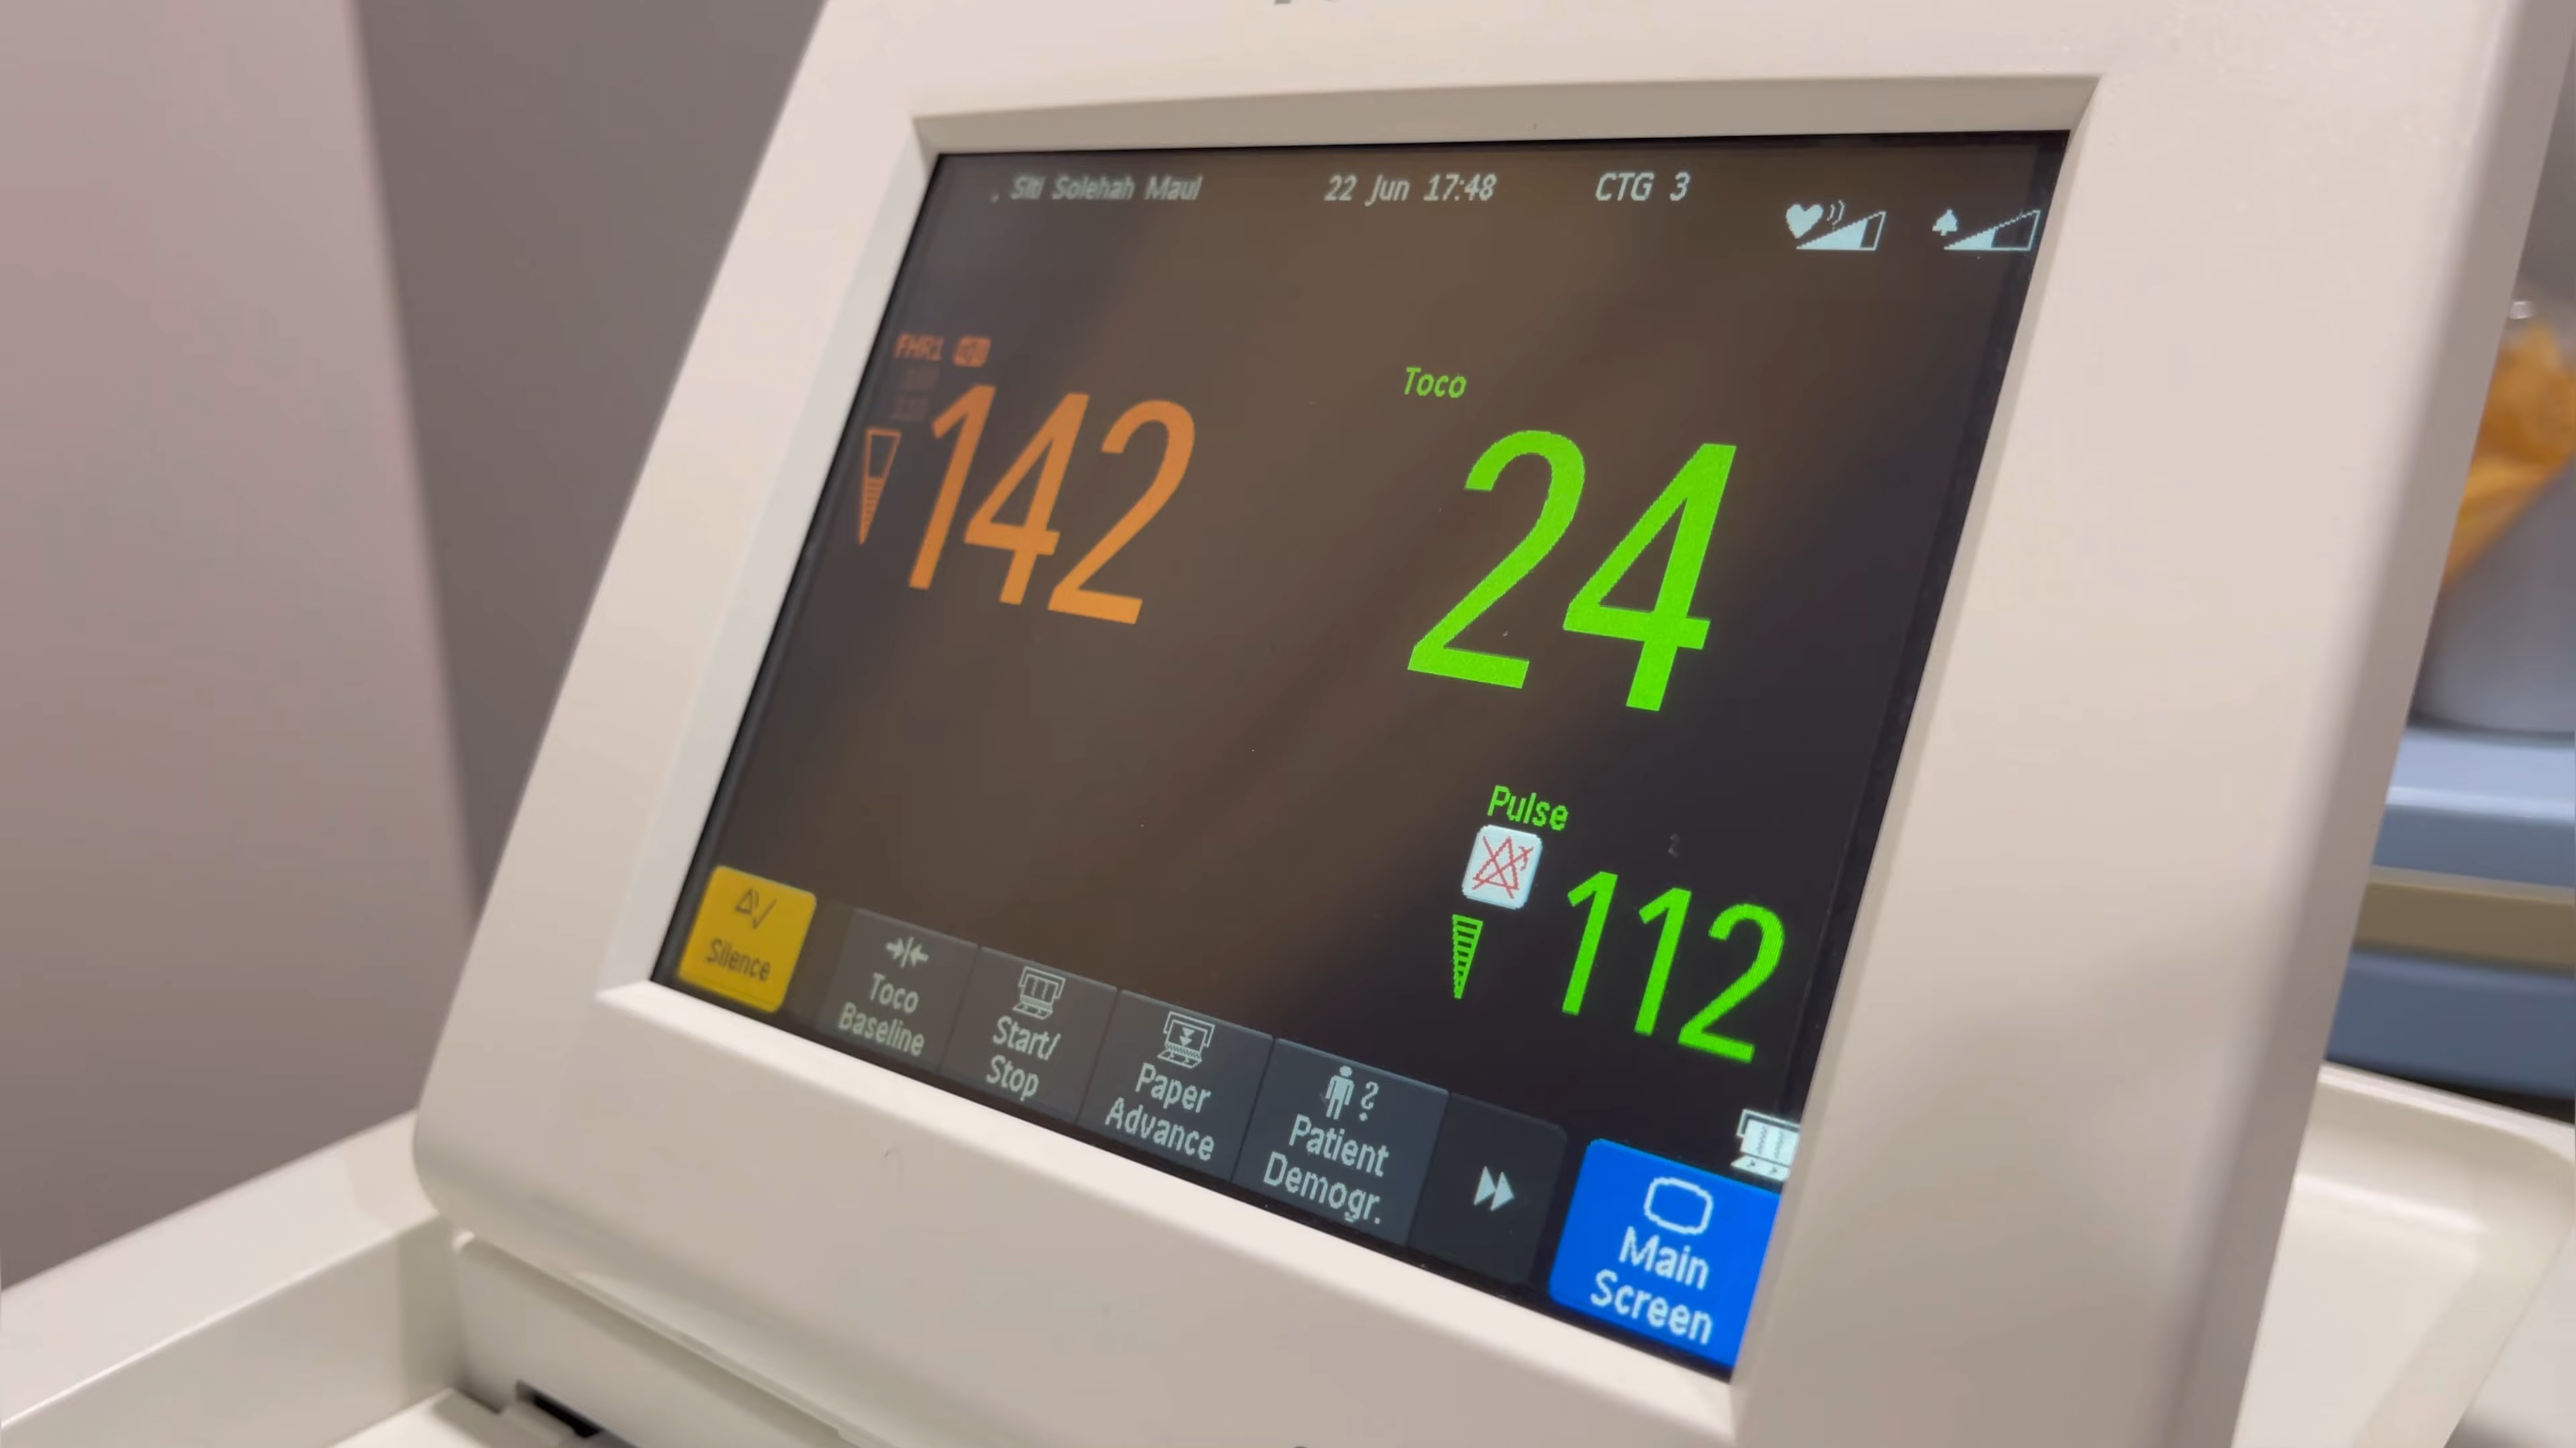 Siti Solehah Maul
22 Jun 17:48
CTG 3
FHR1
142
Toco
24
Pulse
112
Silence
Toco
Baseline
Start/
Stop
Paper
Advance
Patient
Demogr.
Main
Screen